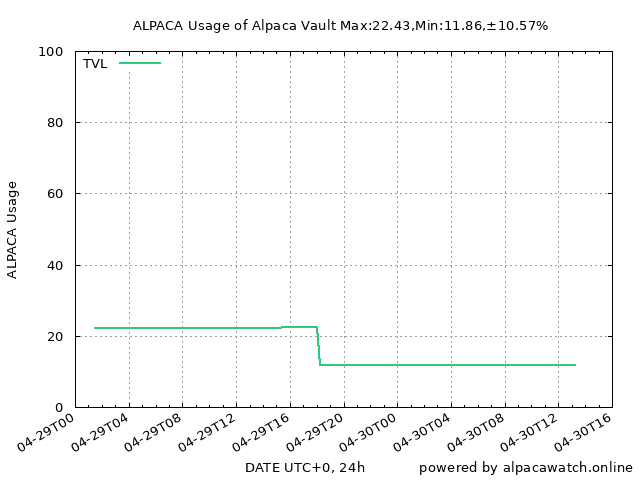 ALPACA Usage of Alpaca Vault Max:22.43,Min:11.86,±10.57%
TVL
100
80
60
40
20
0
ALPACA Usage
04-29T00
04-29T04
04-29T08
04-29T12
04-29T16
04-29T20
04-30T00
04-30T04
04-30T08
04-30T12
04-30T16
DATE UTC+0, 24h
powered by alpacawatch.online